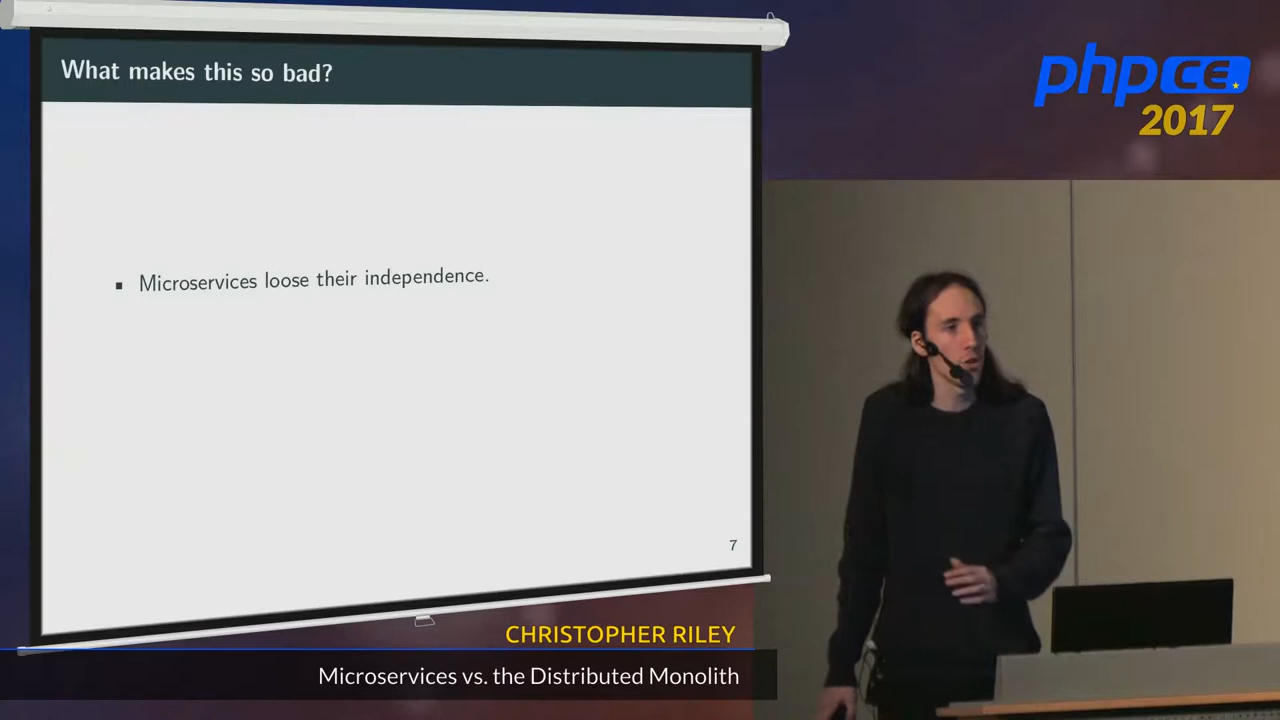 What makes this so bad?
▪ Microservices loose their independence.
7
phpCE
2017
CHRISTOPHER RILEY
Microservices vs. the Distributed Monolith